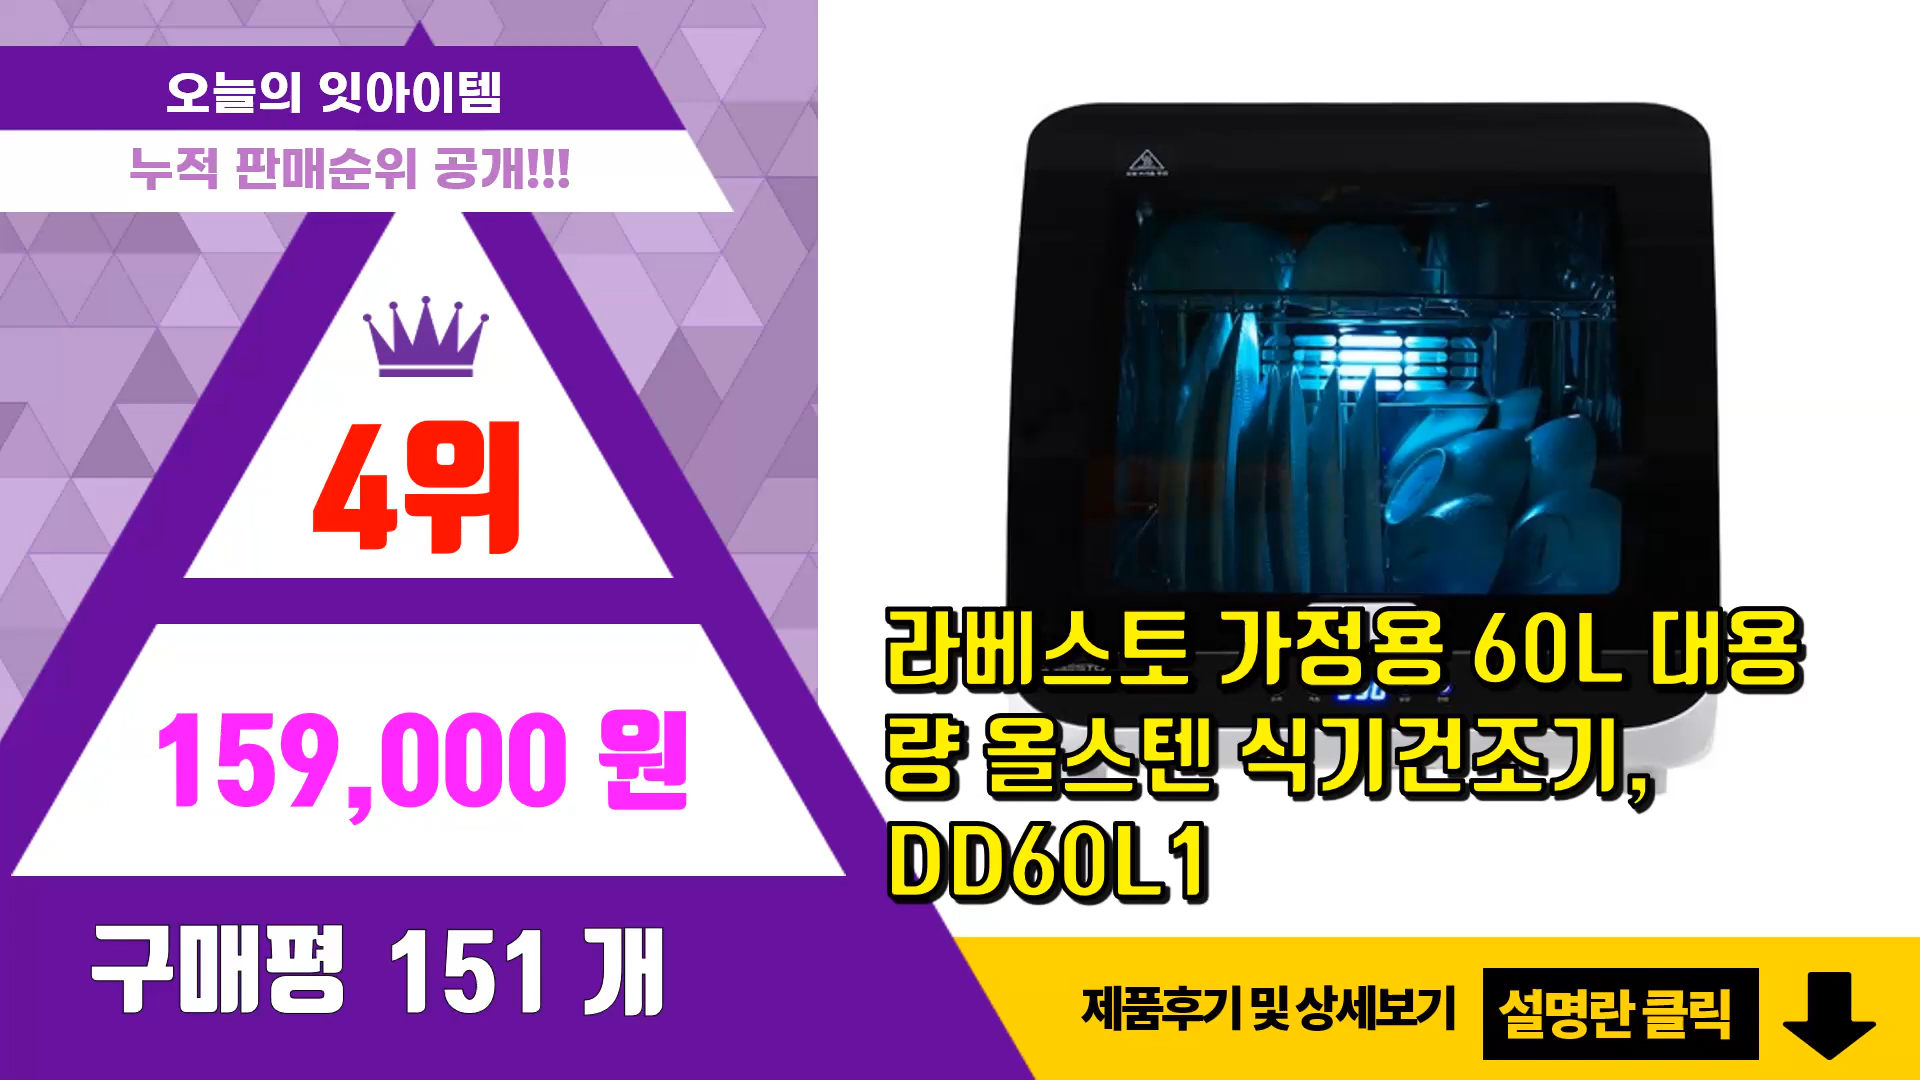 오늘의 잇아이템
누적 판매순위 공개!!!
4위
159,000 원
구매평 151 개
라베스토 가정용 60L 대용
량 올스텐 식기건조기,
DD60L1
제품후기 및 상세보기
설명란 클릭